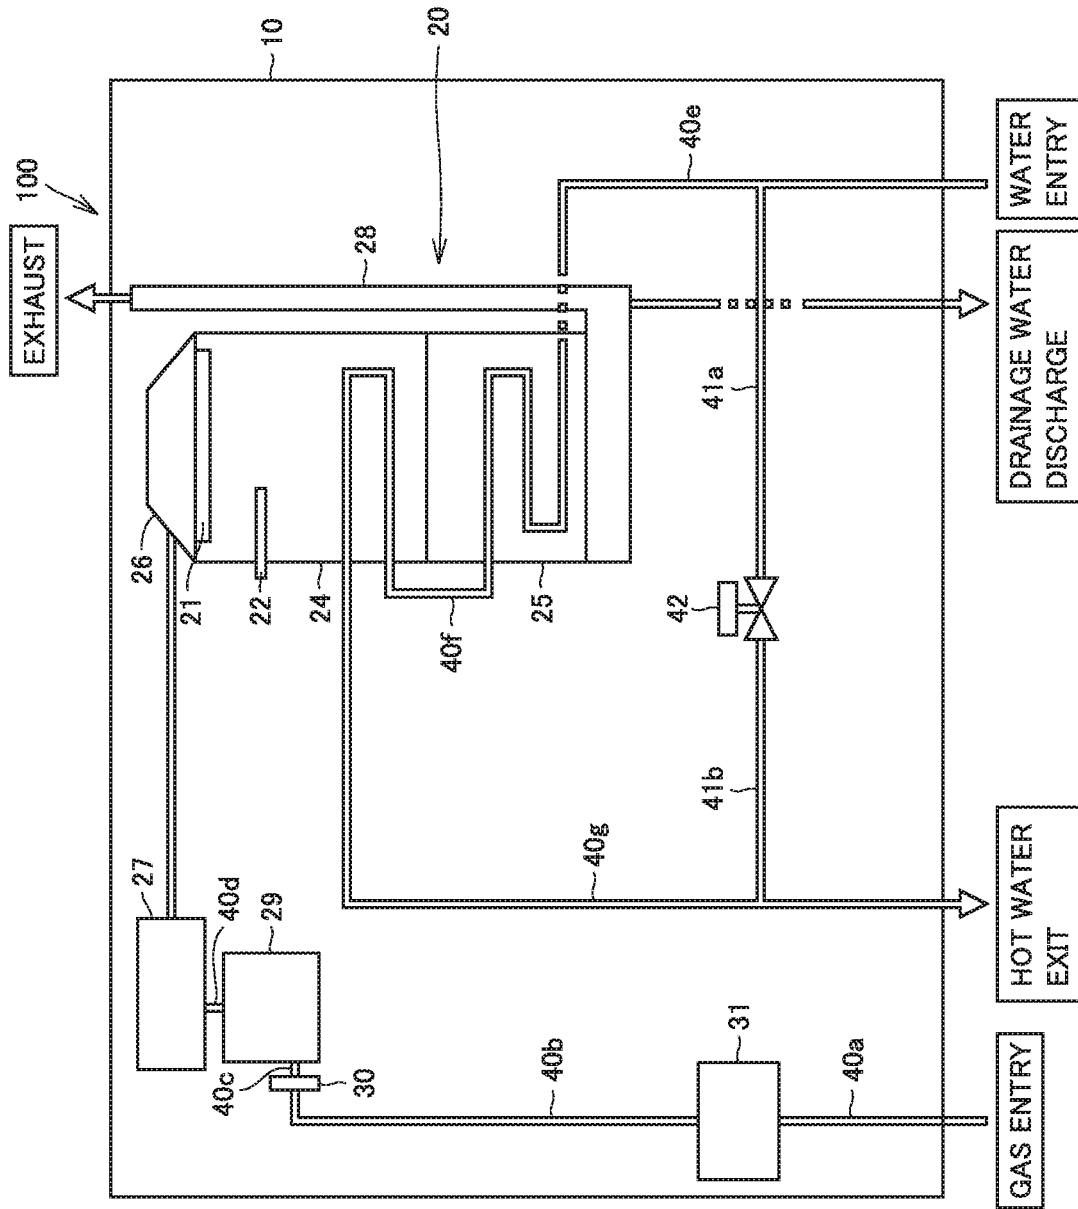 EXHAUST
100
10
27
26
21
40d
40c
29
22
24
30
28
20
40f
25
40b
40g
40e
42
41b
41a
31
40a
GAS ENTRY
HOT WATER
EXIT
DRAINAGE WATER
DISCHARGE
WATER
ENTRY